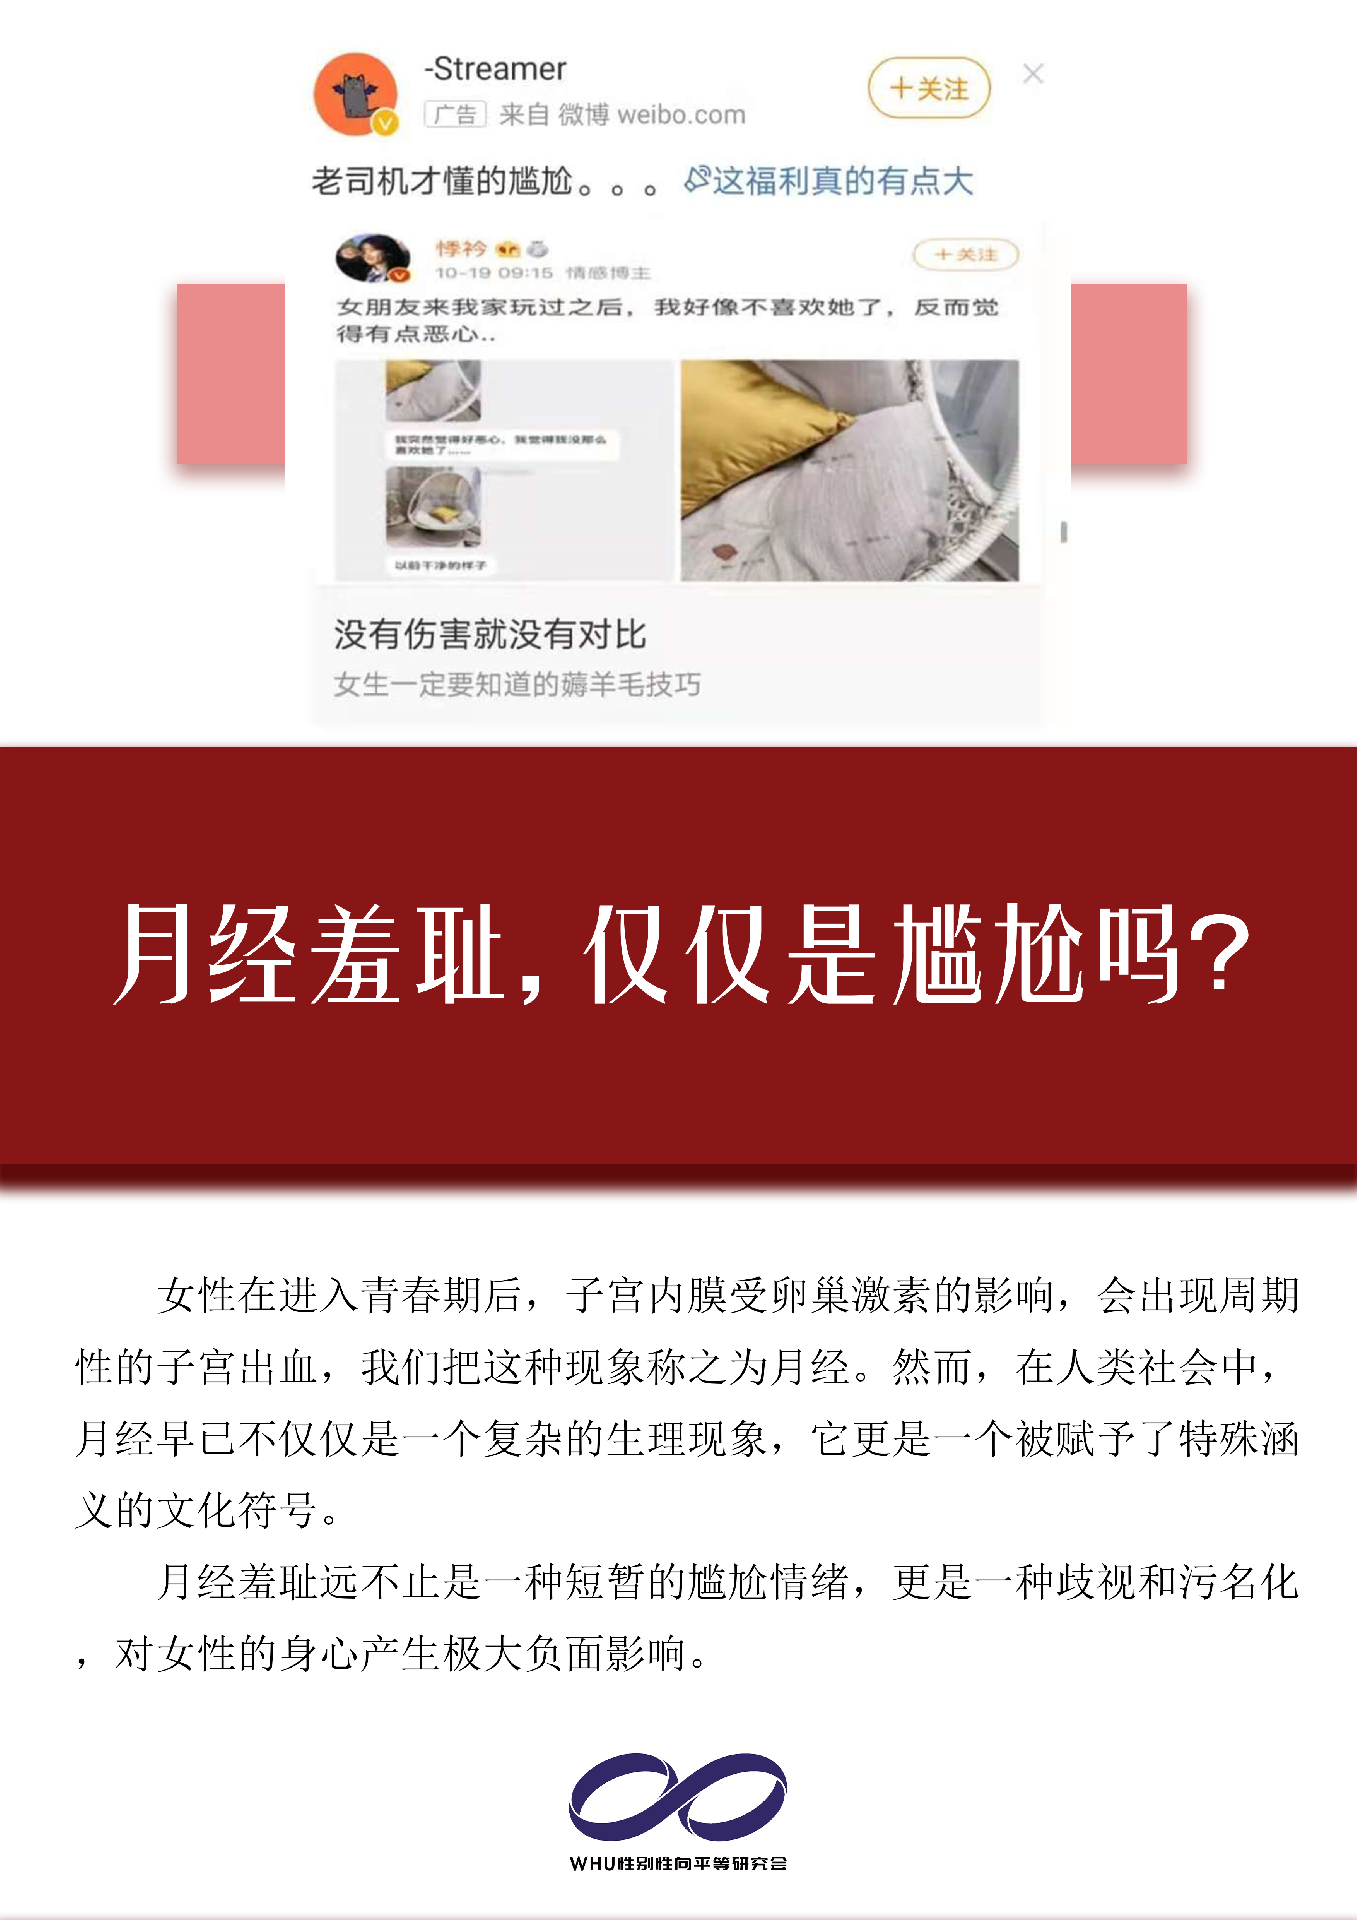 -Streamer
+关注
广告 来自 微博 weibo.com
老司机才懂的尴尬。。。这福利真的有点大
悸衿
+关注
10-19 09:15 情感博主
女朋友来我家玩过之后，我好像不喜欢她了，反而觉
得有点恶心..
我突然觉得好恶心，我觉得我没那么
喜欢她了......
以前干净的样子
没有伤害就没有对比
女生一定要知道的薅羊毛技巧
月经羞耻，仅仅是尴尬吗？
女性在进入青春期后，子宫内膜受卵巢激素的影响，会出现周期
性的子宫出血，我们把这种现象称之为月经。然而，在人类社会中，
月经早已不仅仅是一个复杂的生理现象，它更是一个被赋予了特殊涵
义的文化符号。
月经羞耻远不止是一种短暂的尴尬情绪，更是一种歧视和污名化
，对女性的身心产生极大负面影响。
WHU性别性向平等研究会